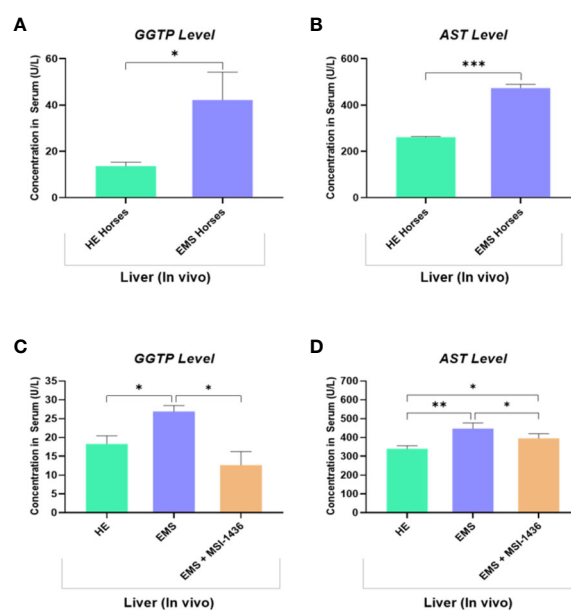 A
GGTP Level
Concentration in Serum (U/L)
60
40
20
0
*
HE Horses
EMS Horses
Liver (In vivo)
B
AST Level
Concentration in Serum (U/L)
600
400
200
0
***
HE Horses
EMS Horses
Liver (In vivo)
C
GGTP Level
Concentration in Serum (U/L)
35
30
25
20
15
10
5
0
*
*
HE
EMS
EMS + MSI-1436
Liver (In vivo)
D
AST Level
Concentration in Serum (U/L)
700
600
500
400
300
200
100
0
*
**
*
HE
EMS
EMS + MSI-1436
Liver (In vivo)